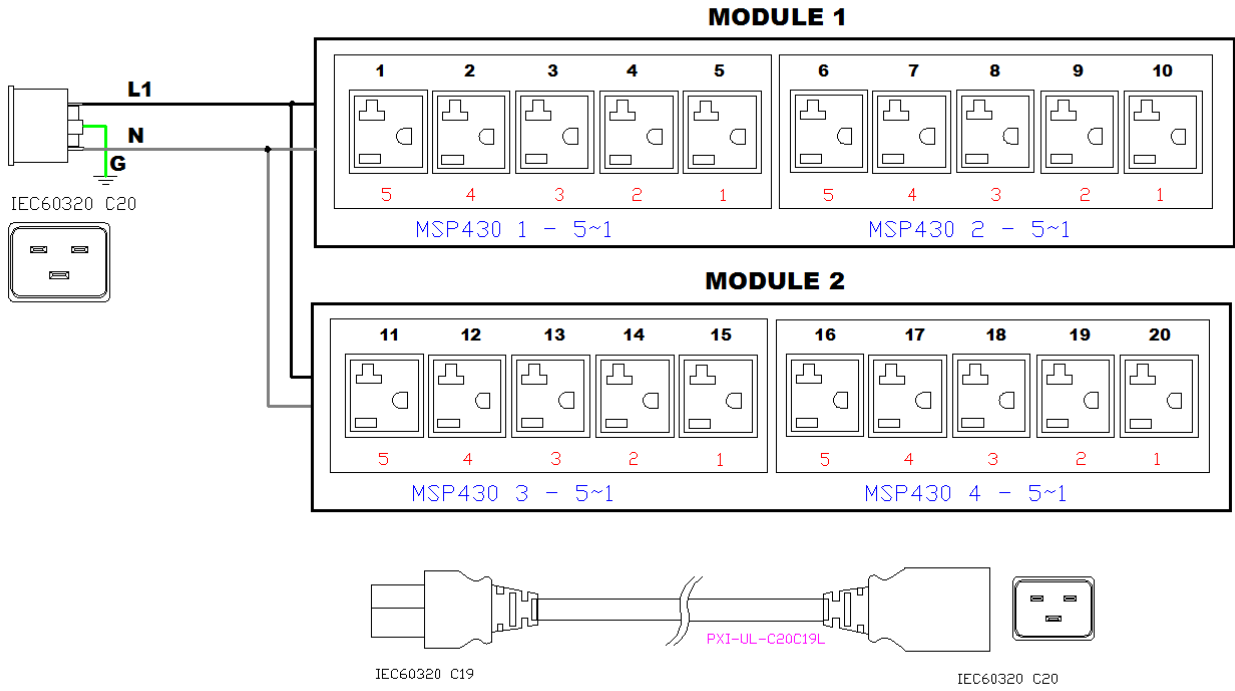 MODULE 1
1 2 3 4 5 6 7 8 9 10
L1
N
G
5 4 3 2 1 5 4 3 2 1
IEC60320 C20
MSP430 1 - 5~1 MSP430 2 - 5~1
MODULE 2
11 12 13 14 15 16 17 18 19 20
5 4 3 2 1 5 4 3 2 1
MSP430 3 - 5~1 MSP430 4 - 5~1
PXI-UL-C20C19L
IEC60320 C19 IEC60320 C20